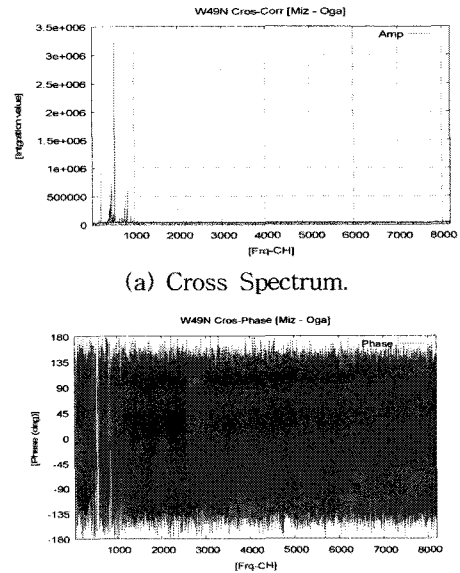 W49N Cros-Corr [Miz - Oga]
3.5e+006
Amp
3e+006
2.5e+006
2e+006
[Intgration value]
1.5e+006
1e+006
500000
0
1000 2000 3000 4000 5000 6000 7000 8000
[Frq-CH]
(a) Cross Spectrum.
W49N Cros-Phase [Miz - Oga]
180
Phase
135
90
45
[Phase (deg)]
0
-45
-90
-135
-180
1000 2000 3000 4000 5000 6000 7000 8000
[Frq-CH]